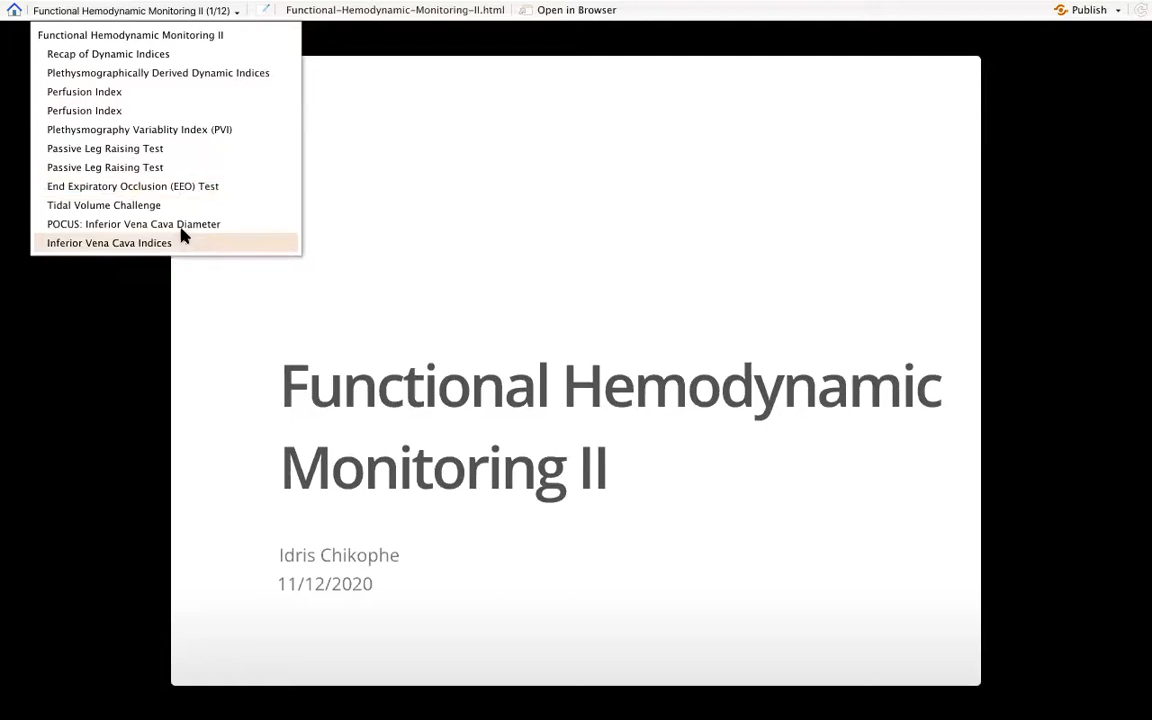 Functional Hemodynamic Monitoring II (1/12)
Functional-Hemodynamic-Monitoring-II.html
Open in Browser
Publish
Functional Hemodynamic Monitoring II
Recap of Dynamic Indices
Plethysmographically Derived Dynamic Indices
Perfusion Index
Perfusion Index
Plethysmography Variablity Index (PVI)
Passive Leg Raising Test
Passive Leg Raising Test
End Expiratory Occlusion (EEO) Test
Tidal Volume Challenge
POCUS: Inferior Vena Cava Diameter
Inferior Vena Cava Indices
Functional Hemodynamic
Monitoring II
Idris Chikophe
11/12/2020